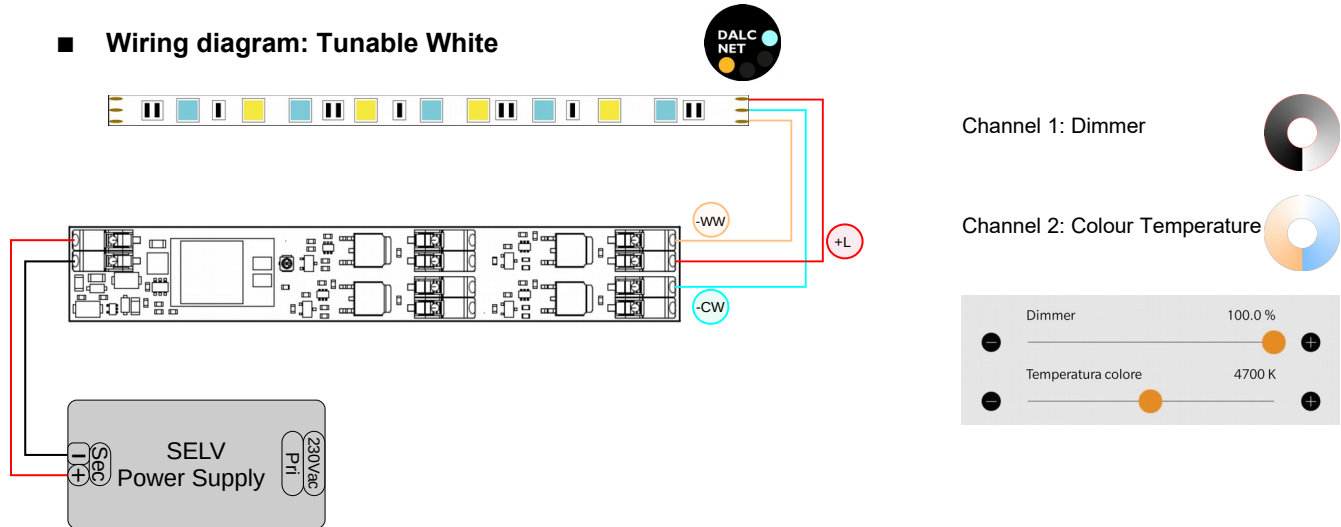 ■ Wiring diagram: Tunable White
DALC
NET
Channel 1: Dimmer
-WW
+L
Channel 2: Colour Temperature
-CW
Dimmer 100.0 %
Temperatura colore 4700 K
SELV
Power Supply
Sec
Pri
230Vac